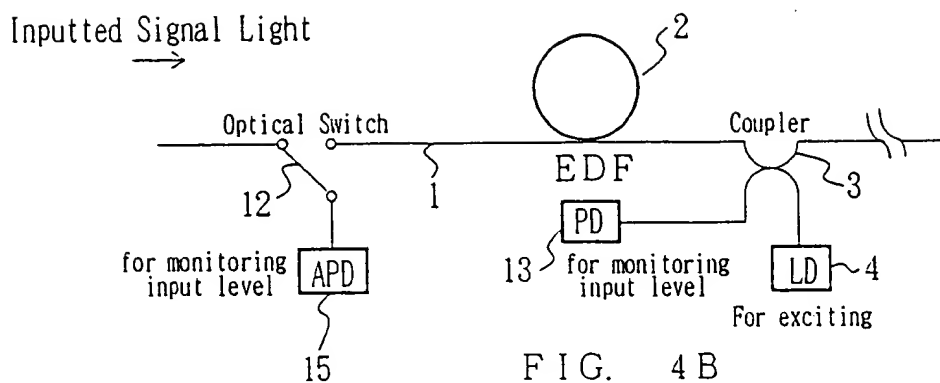 Inputted Signal Light
2
Optical Switch
Coupler
12
1
EDF
3
PD
for monitoring
input level
APD
13
for monitoring
input level
LD
4
For exciting
15
FIG. 4B